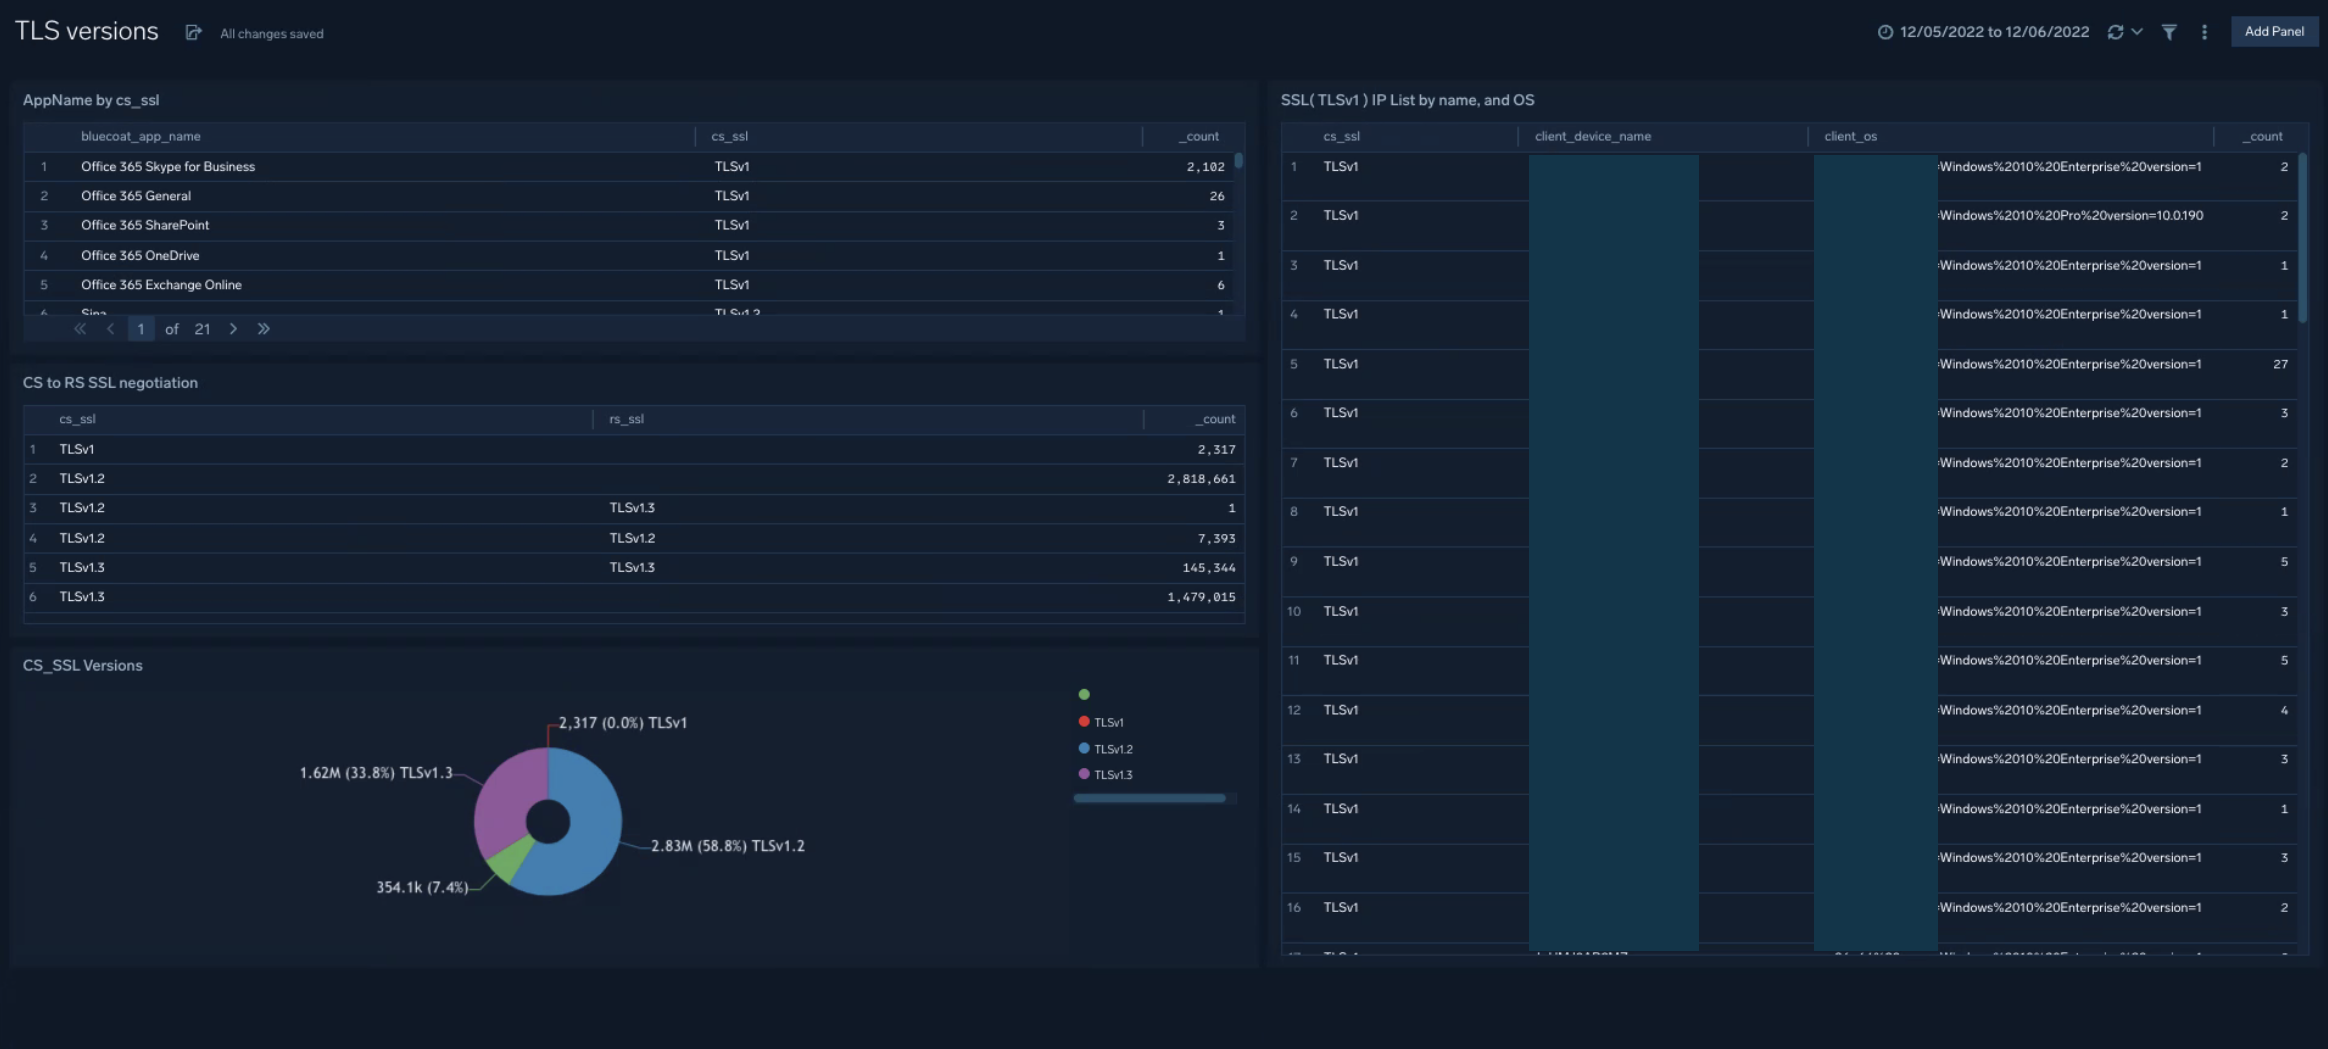 TLS versions
All changes saved
12/05/2022 to 12/06/2022
Add Panel
AppName by cs_ssl
bluecoat_app_name cs_ssl _count
1 Office 365 Skype for Business TLSv1 2,102
2 Office 365 General TLSv1 26
3 Office 365 SharePoint TLSv1 3
4 Office 365 OneDrive TLSv1 1
5 Office 365 Exchange Online TLSv1 6
6 Sina TLSv1.2 1
« < 1 of 21 > »
CS to RS SSL negotiation
cs_ssl rs_ssl _count
1 TLSv1 2,317
2 TLSv1.2 2,818,661
3 TLSv1.2 TLSv1.3 1
4 TLSv1.2 TLSv1.2 7,393
5 TLSv1.3 TLSv1.3 145,344
6 TLSv1.3 1,479,015
CS_SSL Versions
2,317 (0.0%) TLSv1
1.62M (33.8%) TLSv1.3
2.83M (58.8%) TLSv1.2
354.1k (7.4%)
TLSv1
TLSv1.2
TLSv1.3
SSL( TLSv1 ) IP List by name, and OS
cs_ssl client_device_name client_os _count
1 TLSv1 =Windows%2010%20Enterprise%20version=1 2
2 TLSv1 =Windows%2010%20Pro%20version=10.0.190 2
3 TLSv1 =Windows%2010%20Enterprise%20version=1 1
4 TLSv1 =Windows%2010%20Enterprise%20version=1 1
5 TLSv1 =Windows%2010%20Enterprise%20version=1 27
6 TLSv1 =Windows%2010%20Enterprise%20version=1 3
7 TLSv1 =Windows%2010%20Enterprise%20version=1 2
8 TLSv1 =Windows%2010%20Enterprise%20version=1 1
9 TLSv1 =Windows%2010%20Enterprise%20version=1 5
10 TLSv1 =Windows%2010%20Enterprise%20version=1 3
11 TLSv1 =Windows%2010%20Enterprise%20version=1 5
12 TLSv1 =Windows%2010%20Enterprise%20version=1 4
13 TLSv1 =Windows%2010%20Enterprise%20version=1 3
14 TLSv1 =Windows%2010%20Enterprise%20version=1 1
15 TLSv1 =Windows%2010%20Enterprise%20version=1 3
16 TLSv1 =Windows%2010%20Enterprise%20version=1 2